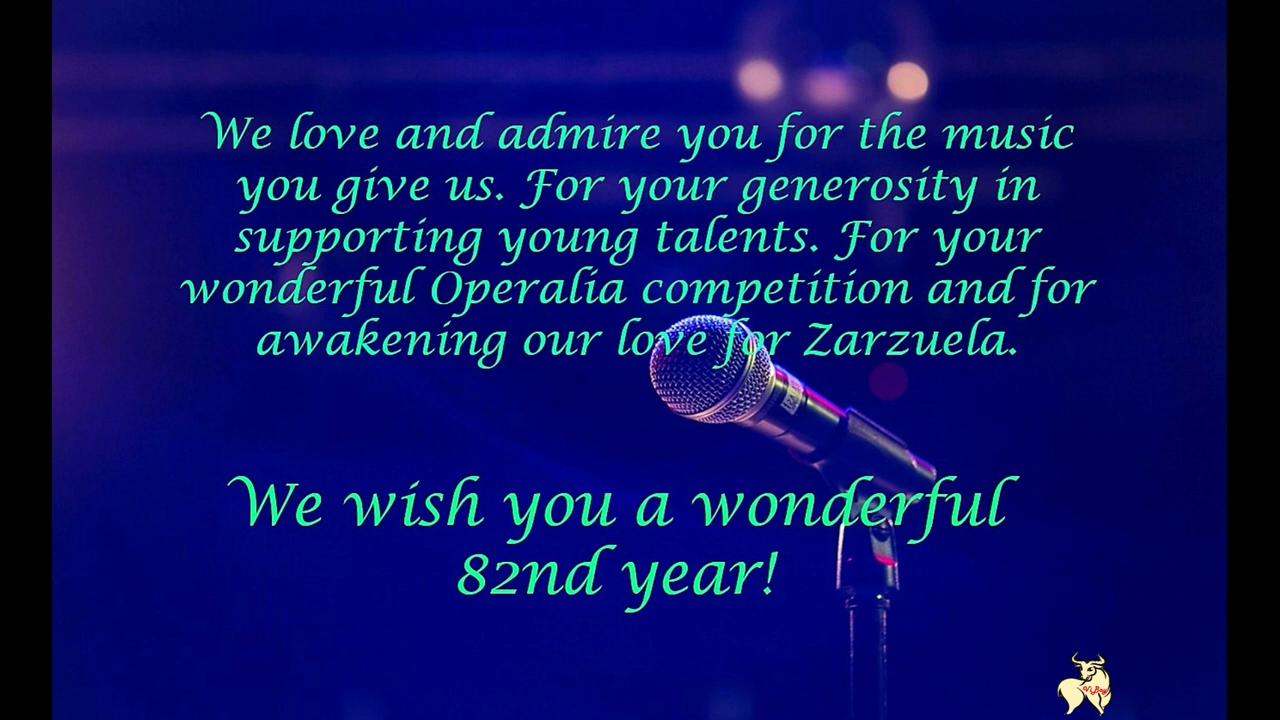 We love and admire you for the music
you give us. For your generosity in
supporting young talents. For your
wonderful Operalia competition and for
awakening our love for Zarzuela.
We wish you a wonderful
82nd year!